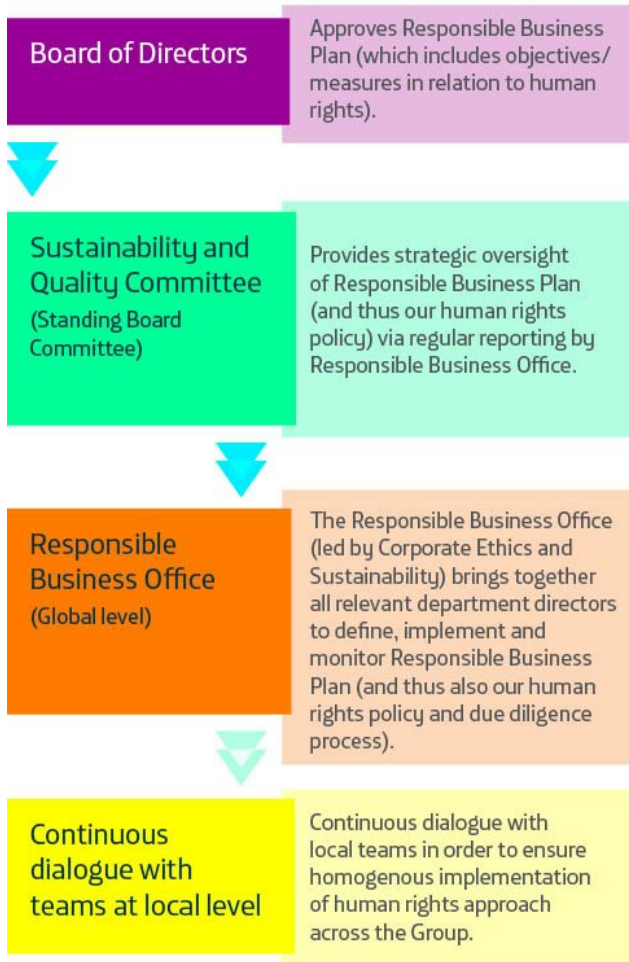 Board of Directors
Approves Responsible Business
Plan (which includes objectives/
measures in relation to human
rights).
Sustainability and
Quality Committee
(Standing Board
Committee)
Provides strategic oversight
of Responsible Business Plan
(and thus our human rights
policy) via regular reporting by
Responsible Business Office.
Responsible
Business Office
(Global level)
The Responsible Business Office
(led by Corporate Ethics and
Sustainability) brings together
all relevant department directors
to define, implement and
monitor Responsible Business
Plan (and thus also our human
rights policy and due diligence
process).
Continuous
dialogue with
teams at local level
Continuous dialogue with
local teams in order to ensure
homogenous implementation
of human rights approach
across the Group.